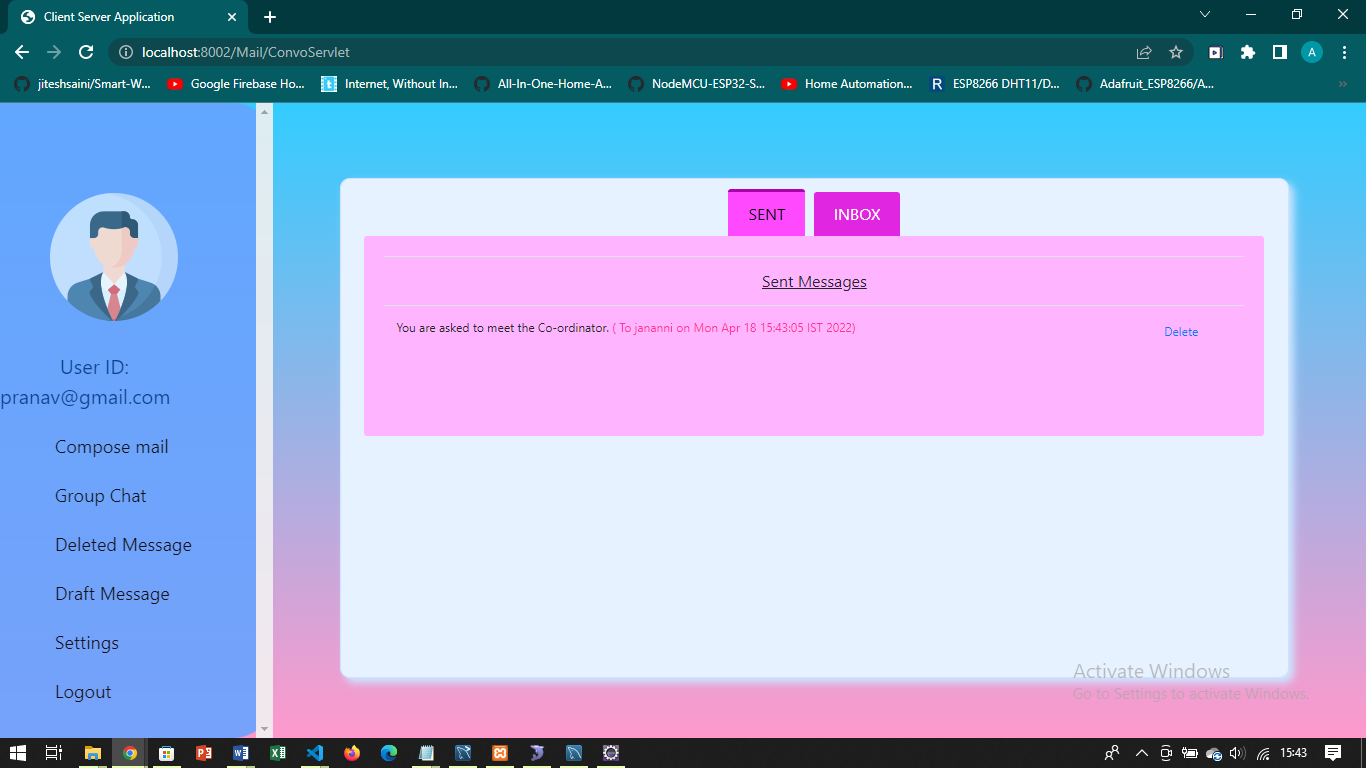 Client Server Application
localhost:8002/Mail/ConvoServlet
A
jiteshsaini/Smart-W...
Google Firebase Ho...
Internet, Without In...
All-In-One-Home-A...
NodeMCU-ESP32-S...
Home Automation...
R ESP8266 DHT11/D...
Adafruit_ESP8266/A...
User ID:
pranav@gmail.com
Compose mail
Group Chat
Deleted Message
Draft Message
Settings
Logout
SENT
INBOX
Sent Messages
You are asked to meet the Co-ordinator. ( To jananni on Mon Apr 18 15:43:05 IST 2022)
Delete
Activate Windows
Go to Settings to activate Windows.
15:43